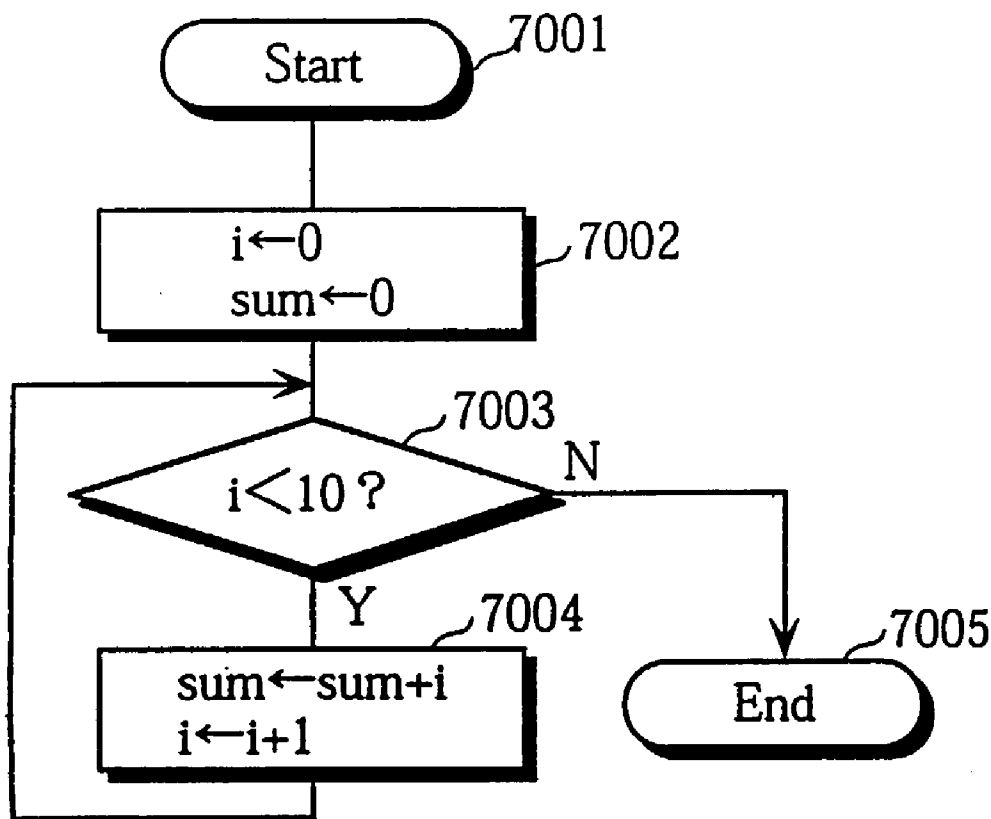 Start
7001
i←0
sum←0
7002
7003
i<10?
N
Y
7004
sum←sum+i
i←i+1
7005
End